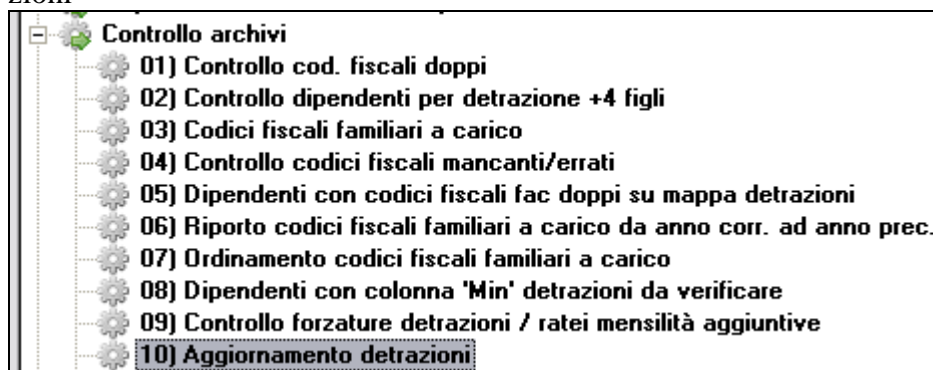 zioni
Controllo archivi
01) Controllo cod. fiscali doppi
02) Controllo dipendenti per detrazione +4 figli
03) Codici fiscali familiari a carico
04) Controllo codici fiscali mancanti/errati
05) Dipendenti con codici fiscali fac doppi su mappa detrazioni
06) Riporto codici fiscali familiari a carico da anno corr. ad anno prec.
07) Ordinamento codici fiscali familiari a carico
08) Dipendenti con colonna 'Min' detrazioni da verificare
09) Controllo forzature detrazioni / ratei mensilità aggiuntive
10) Aggiornamento detrazioni